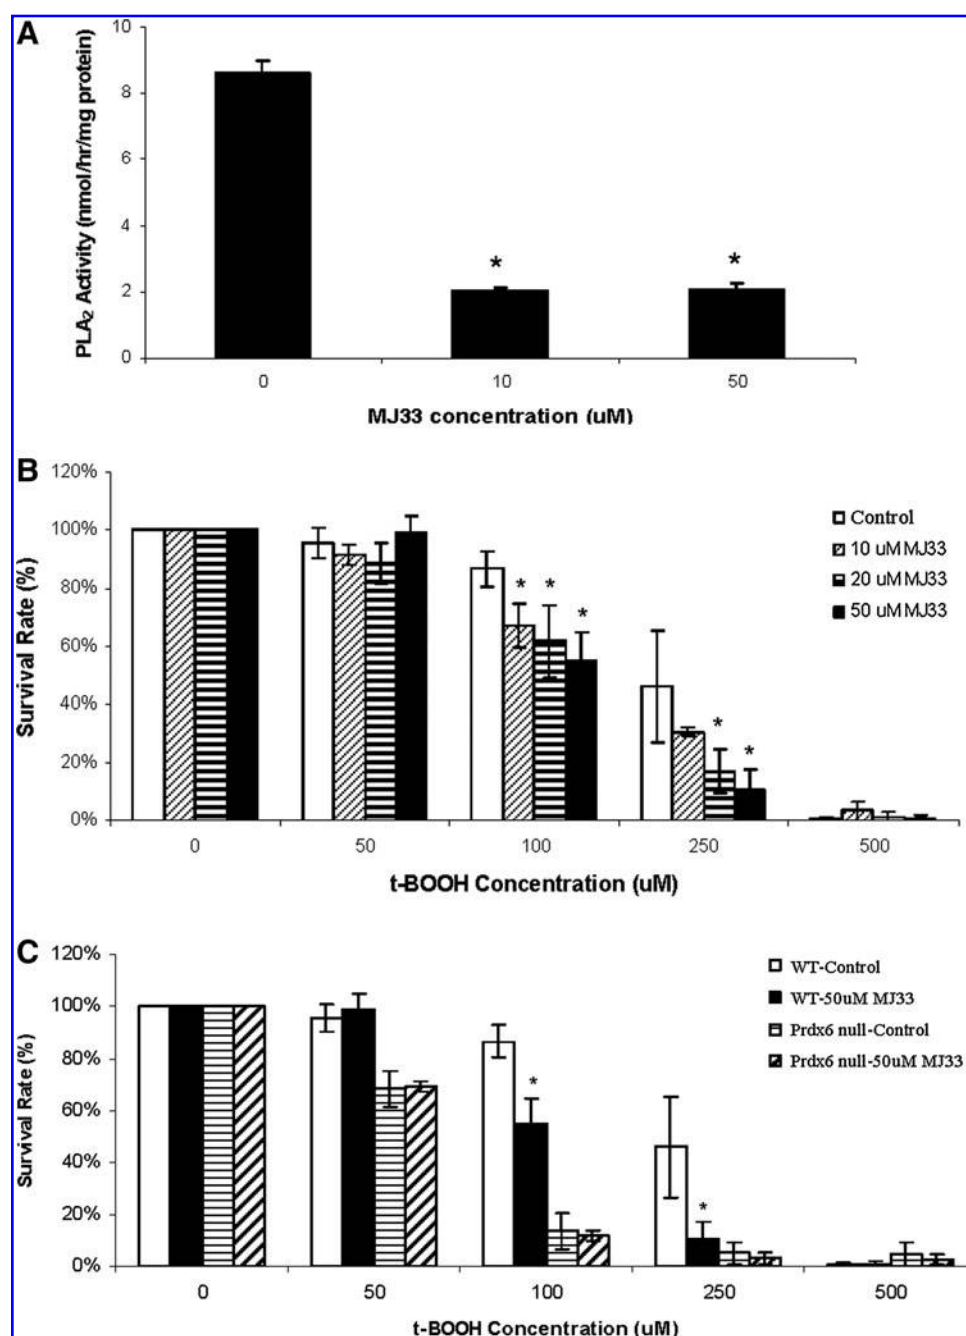 A
PLA₂ Activity (nmol/hr/mg protein)
10
8
6
4
2
0
*
*
0 10 50
MJ33 concentration (uM)
B
Survival Rate (%)
120%
100%
80%
60%
40%
20%
0%
Control
10 uM MJ33
20 uM MJ33
50 uM MJ33
* * *
* *
0 50 100 250 500
t-BOOH Concentration (uM)
C
Survival Rate (%)
120%
100%
80%
60%
40%
20%
0%
WT-Control
WT-50uM MJ33
Prdx6 null-Control
Prdx6 null-50uM MJ33
*
*
0 50 100 250 500
t-BOOH Concentration (uM)